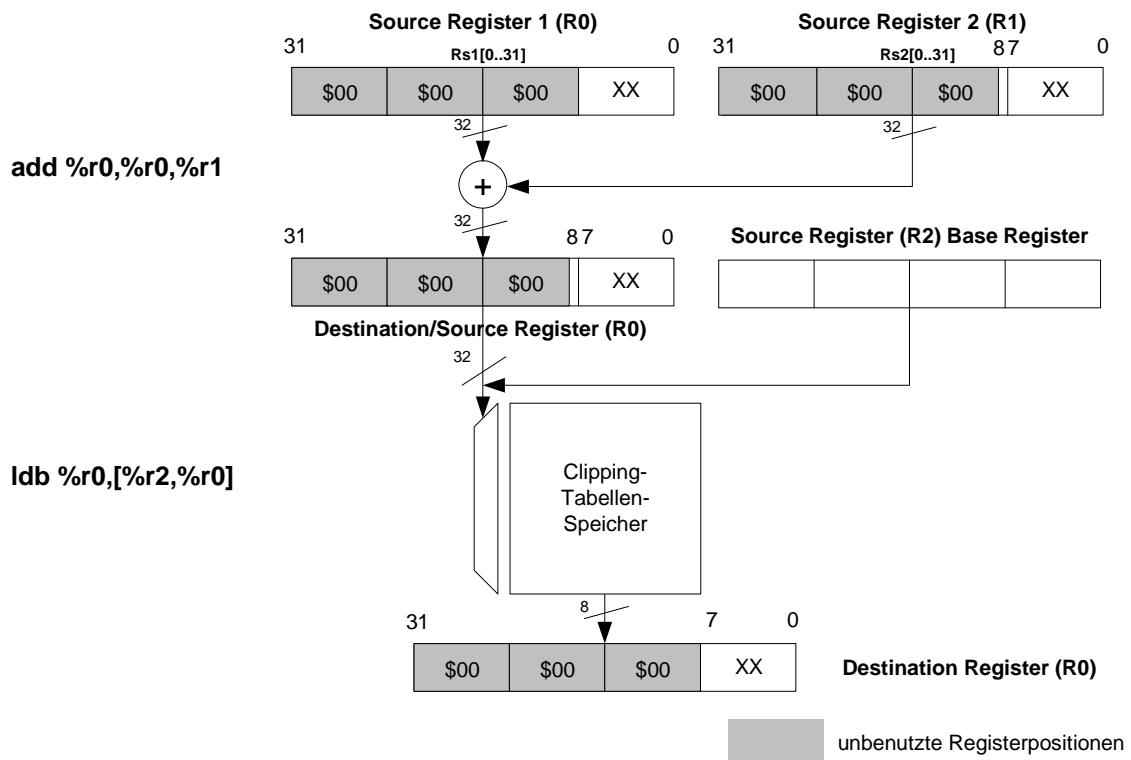 Source Register 1 (R0)
Source Register 2 (R1)
31 0
Rs1[0..31]
31 8 7 0
Rs2[0..31]
$00 $00 $00 XX
$00 $00 $00 XX
32
32
add %r0,%r0,%r1
+
32
31 8 7 0
Source Register (R2) Base Register
$00 $00 $00 XX
Destination/Source Register (R0)
32
ldb %r0,[%r2,%r0]
Clipping-
Tabellen-
Speicher
8
31 7 0
$00 $00 $00 XX
Destination Register (R0)
unbenutzte Registerpositionen